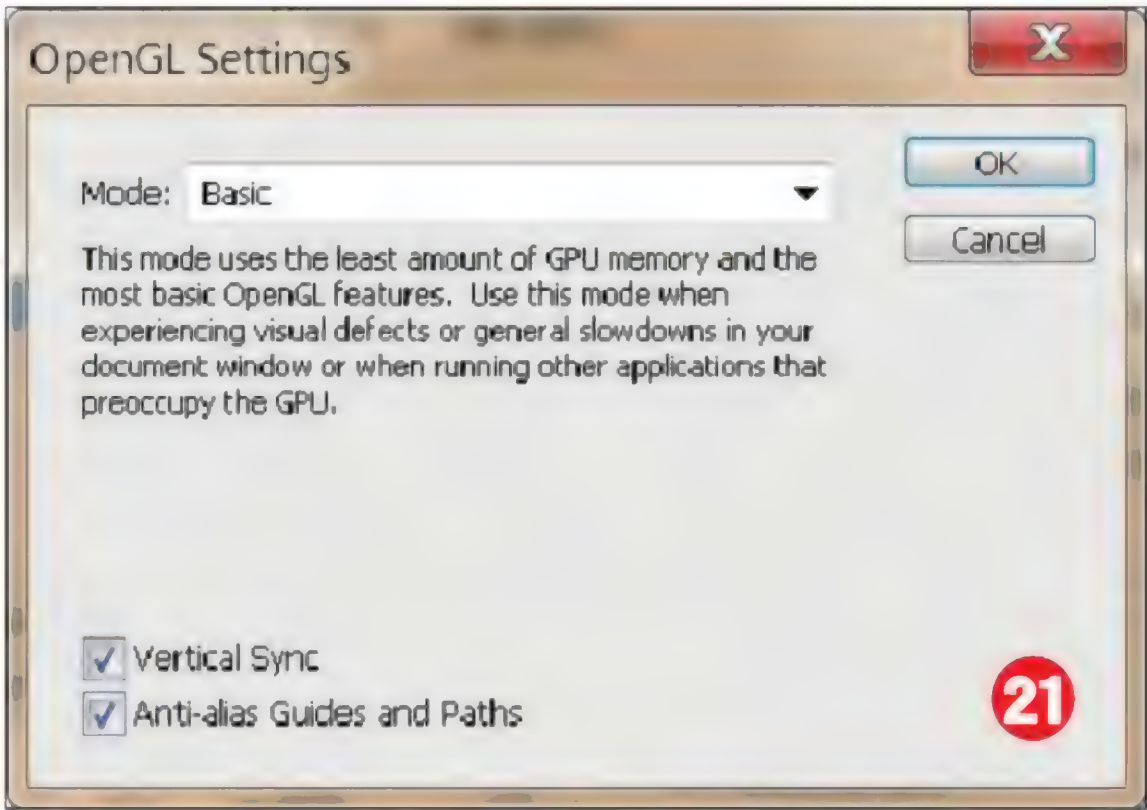 OpenGL Settings
X
OK
Mode: Basic
Cancel
This mode uses the least amount of GPU memory and the
most basic OpenGL features. Use this mode when
experiencing visual defects or general slowdowns in your
document window or when running other applications that
preoccupy the GPU.
Vertical Sync
Anti-alias Guides and Paths
21